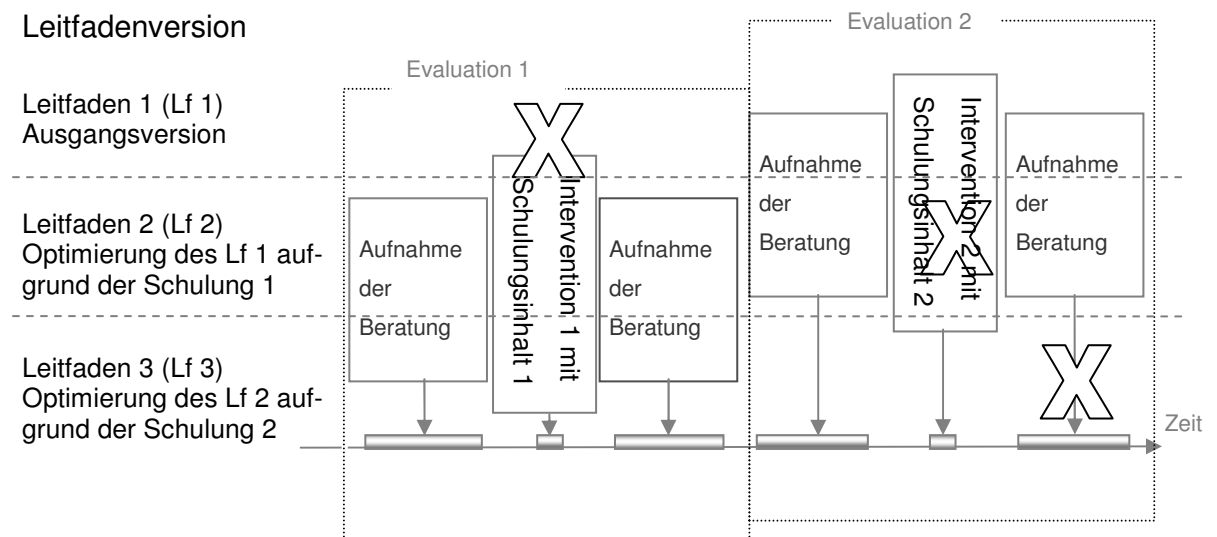 Leitfadenversion
Leitfaden 1 (Lf 1)
Ausgangsversion
Leitfaden 2 (Lf 2)
Optimierung des Lf 1 auf-
grund der Schulung 1
Leitfaden 3 (Lf 3)
Optimierung des Lf 2 auf-
grund der Schulung 2
Evaluation 1
Aufnahme
der
Beratung
Intervention 1 mit
Schulungsinhalt 1
Aufnahme
der
Beratung
Evaluation 2
Aufnahme
der
Beratung
Intervention 2 mit
Schulungsinhalt 2
Aufnahme
der
Beratung
X
X
X
Zeit